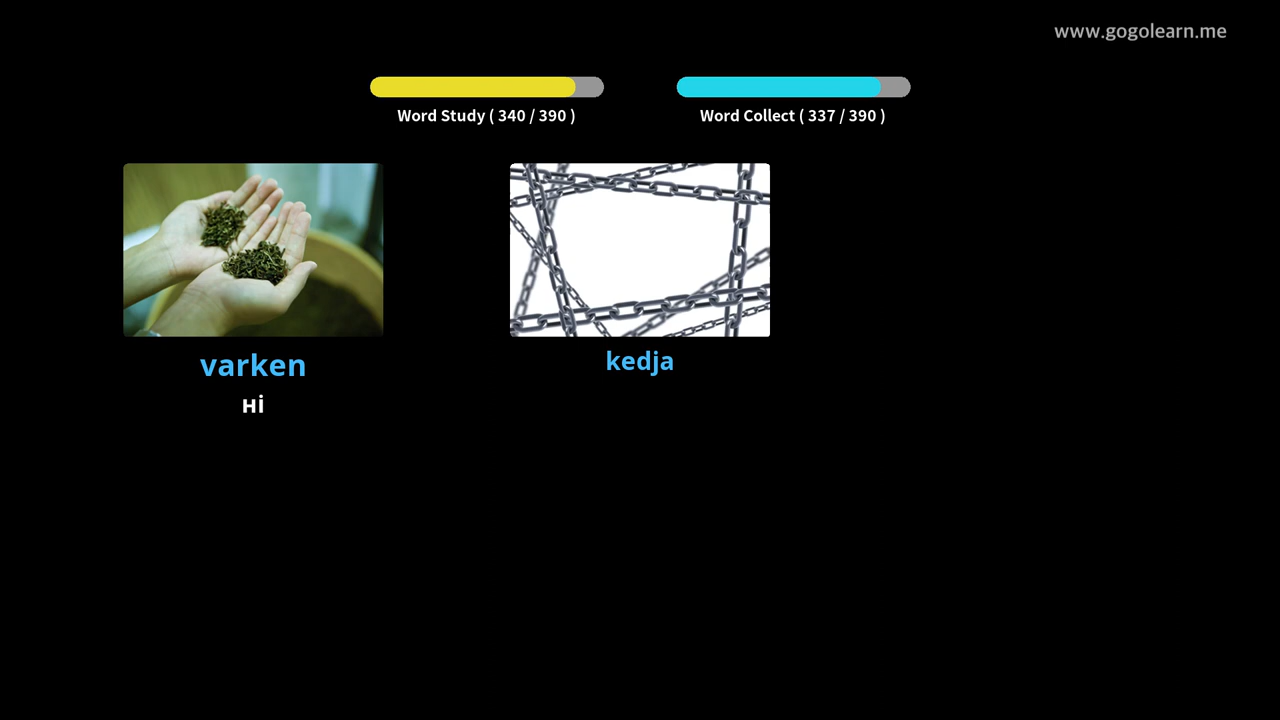 www.gogolearn.me
Word Study ( 340 / 390 )
Word Collect ( 337 / 390 )
varken
ні
kedja